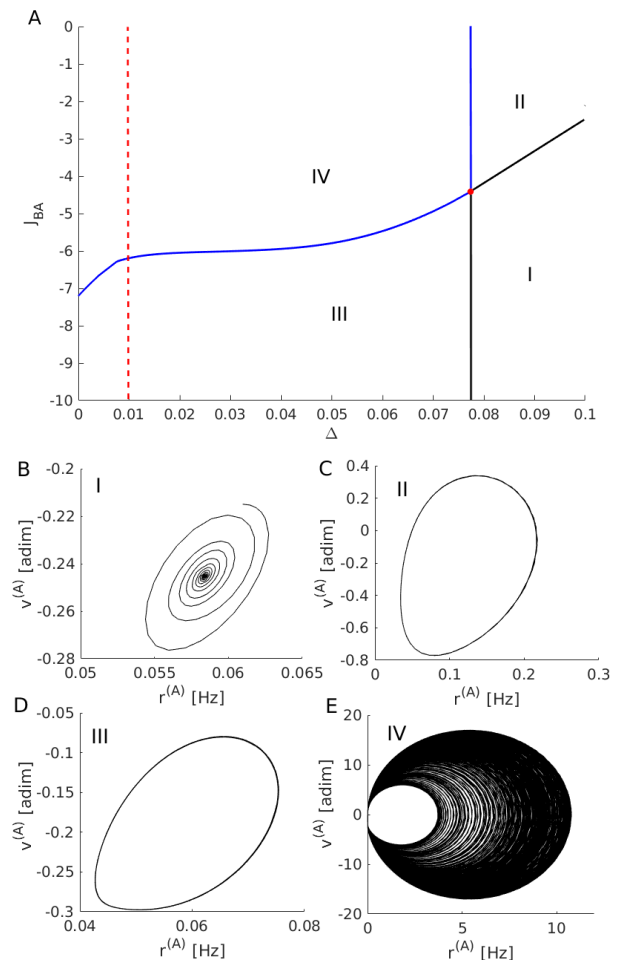 A
0
-1
-2
-3
-4
-5
-6
-7
-8
-9
-10
J_BA
II
IV
I
III
0 0.01 0.02 0.03 0.04 0.05 0.06 0.07 0.08 0.09 0.1
Δ
B
I
-0.2
-0.22
-0.24
-0.26
-0.28
v^(A) [adim]
0.05 0.055 0.06 0.065
r^(A) [Hz]
C
II
0.4
0.2
0
-0.2
-0.4
-0.6
-0.8
v^(A) [adim]
0 0.1 0.2 0.3
r^(A) [Hz]
D
III
-0.05
-0.1
-0.15
-0.2
-0.25
-0.3
v^(A) [adim]
0.04 0.06 0.08
r^(A) [Hz]
E
IV
20
10
0
-10
-20
v^(A) [adim]
0 5 10
r^(A) [Hz]